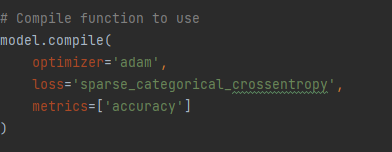 # Compile function to use
model.compile(
    optimizer='adam',
    loss='sparse_categorical_crossentropy',
    metrics=['accuracy']
)